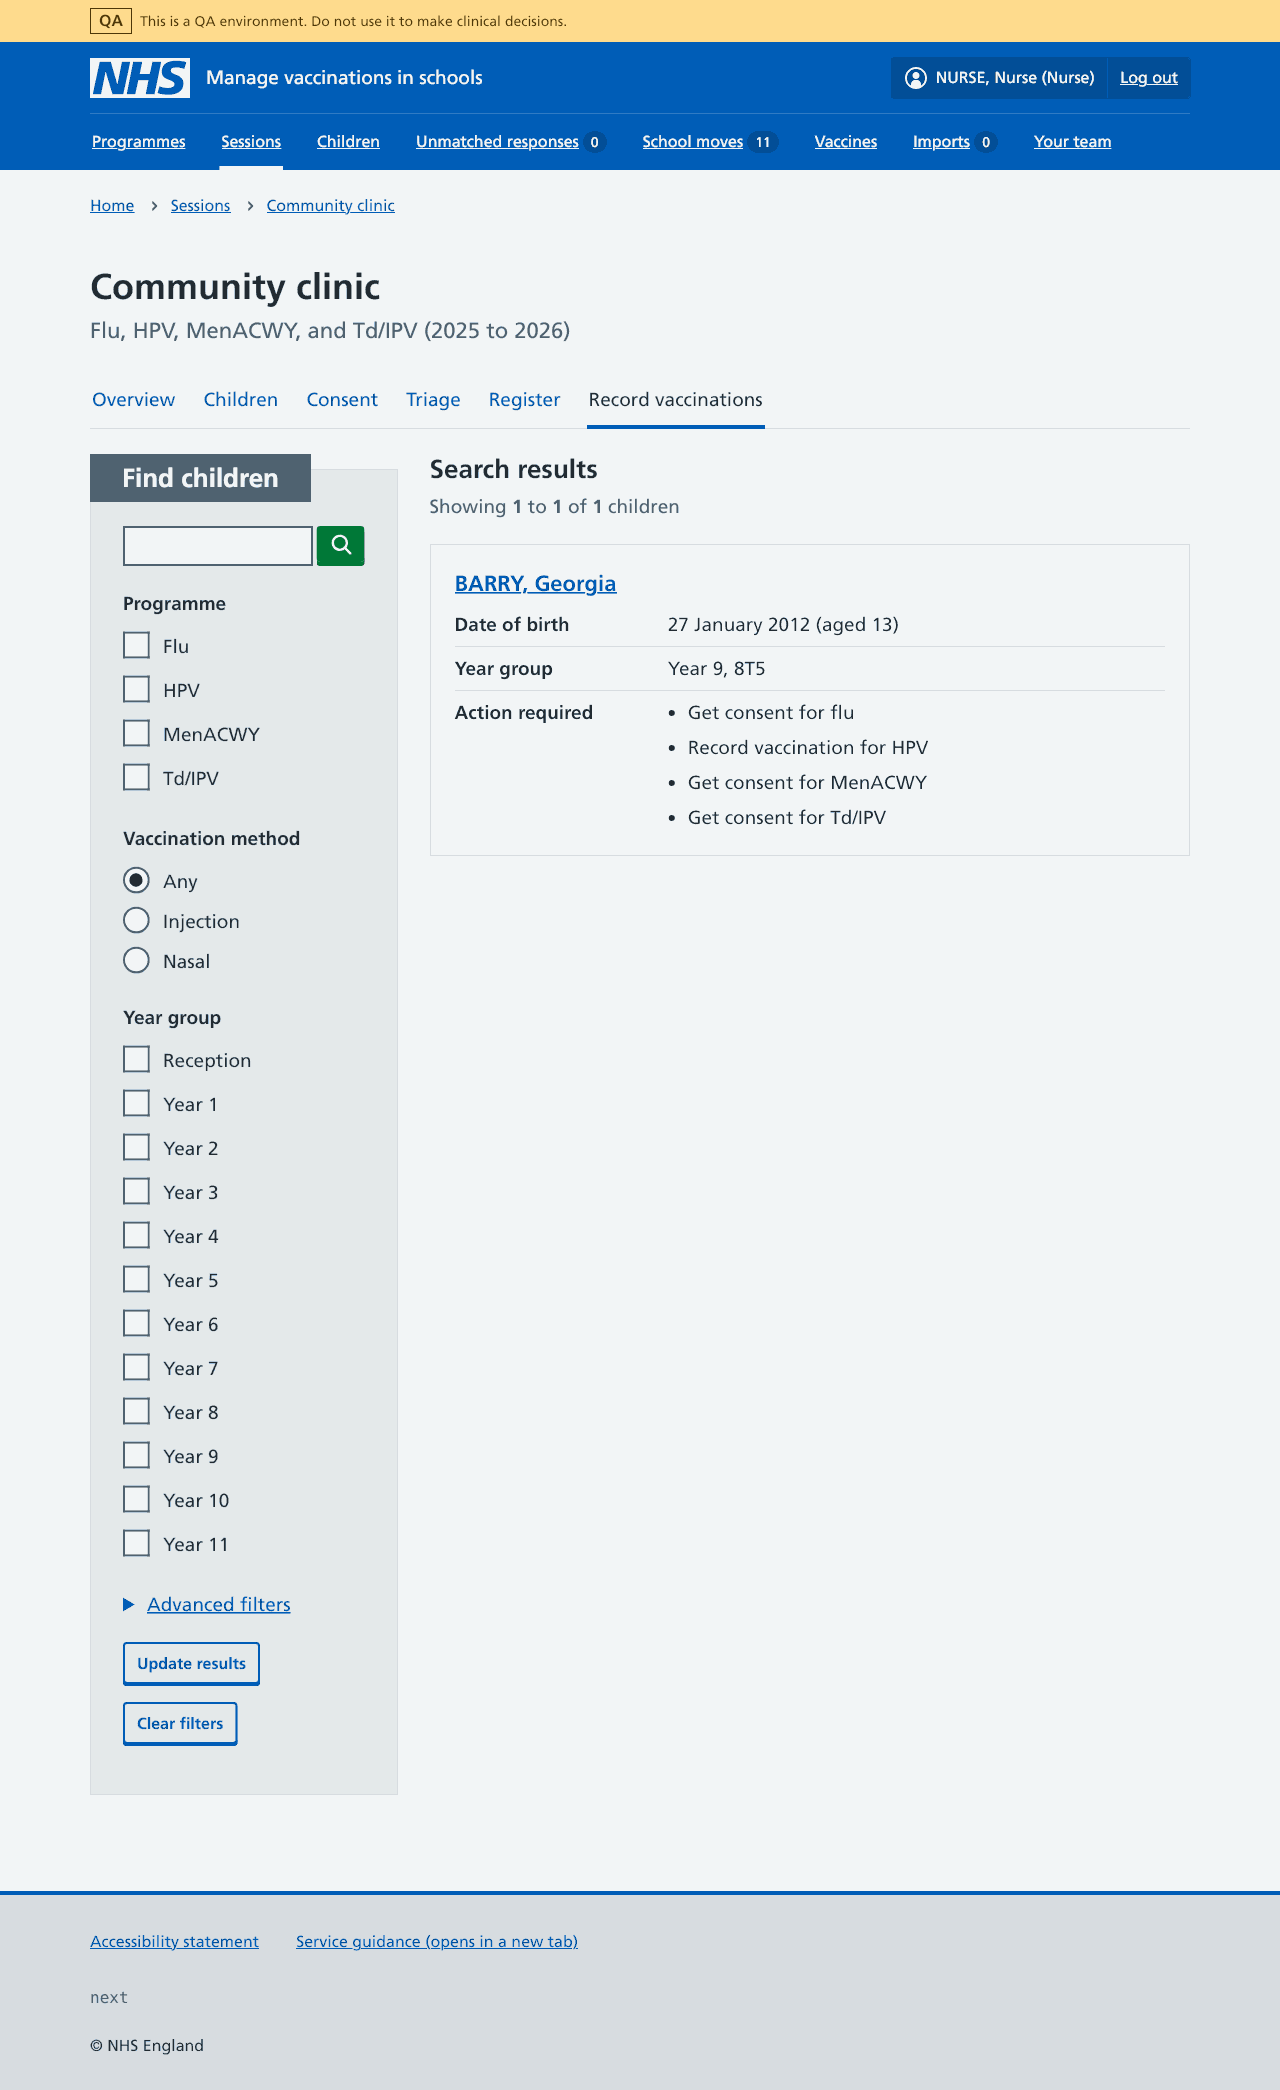 QA This is a QA environment. Do not use it to make clinical decisions.
NHS Manage vaccinations in schools NURSE, Nurse (Nurse) Log out
Programmes Sessions Children Unmatched responses 0 School moves 11 Vaccines Imports 0 Your team
Home Sessions Community clinic
Community clinic
Flu, HPV, MenACWY, and Td/IPV (2025 to 2026)
Overview Children Consent Triage Register Record vaccinations
Find children
Programme
Flu
HPV
MenACWY
Td/IPV
Vaccination method
Any
Injection
Nasal
Year group
Reception
Year 1
Year 2
Year 3
Year 4
Year 5
Year 6
Year 7
Year 8
Year 9
Year 10
Year 11
Advanced filters
Update results
Clear filters
Search results
Showing 1 to 1 of 1 children
BARRY, Georgia
Date of birth 27 January 2012 (aged 13)
Year group Year 9, 8T5
Action required • Get consent for flu
• Record vaccination for HPV
• Get consent for MenACWY
• Get consent for Td/IPV
Accessibility statement Service guidance (opens in a new tab)
next
© NHS England